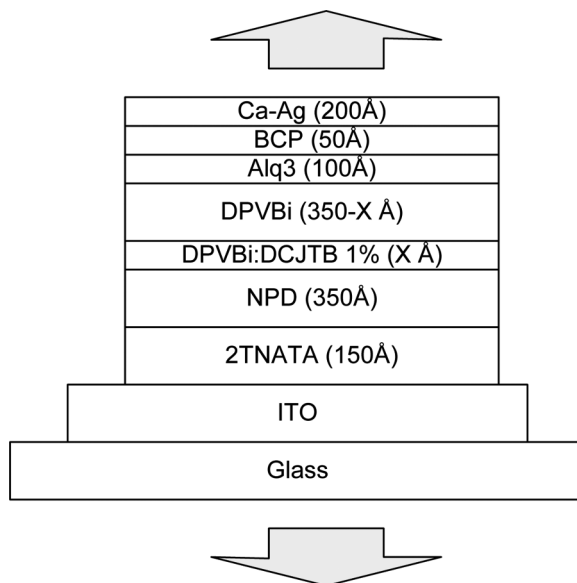 Ca-Ag (200Å)
BCP (50Å)
Alq3 (100Å)
DPVBi (350-X Å)
DPVBi:DCJTB 1% (X Å)
NPD (350Å)
2TNATA (150Å)
ITO
Glass